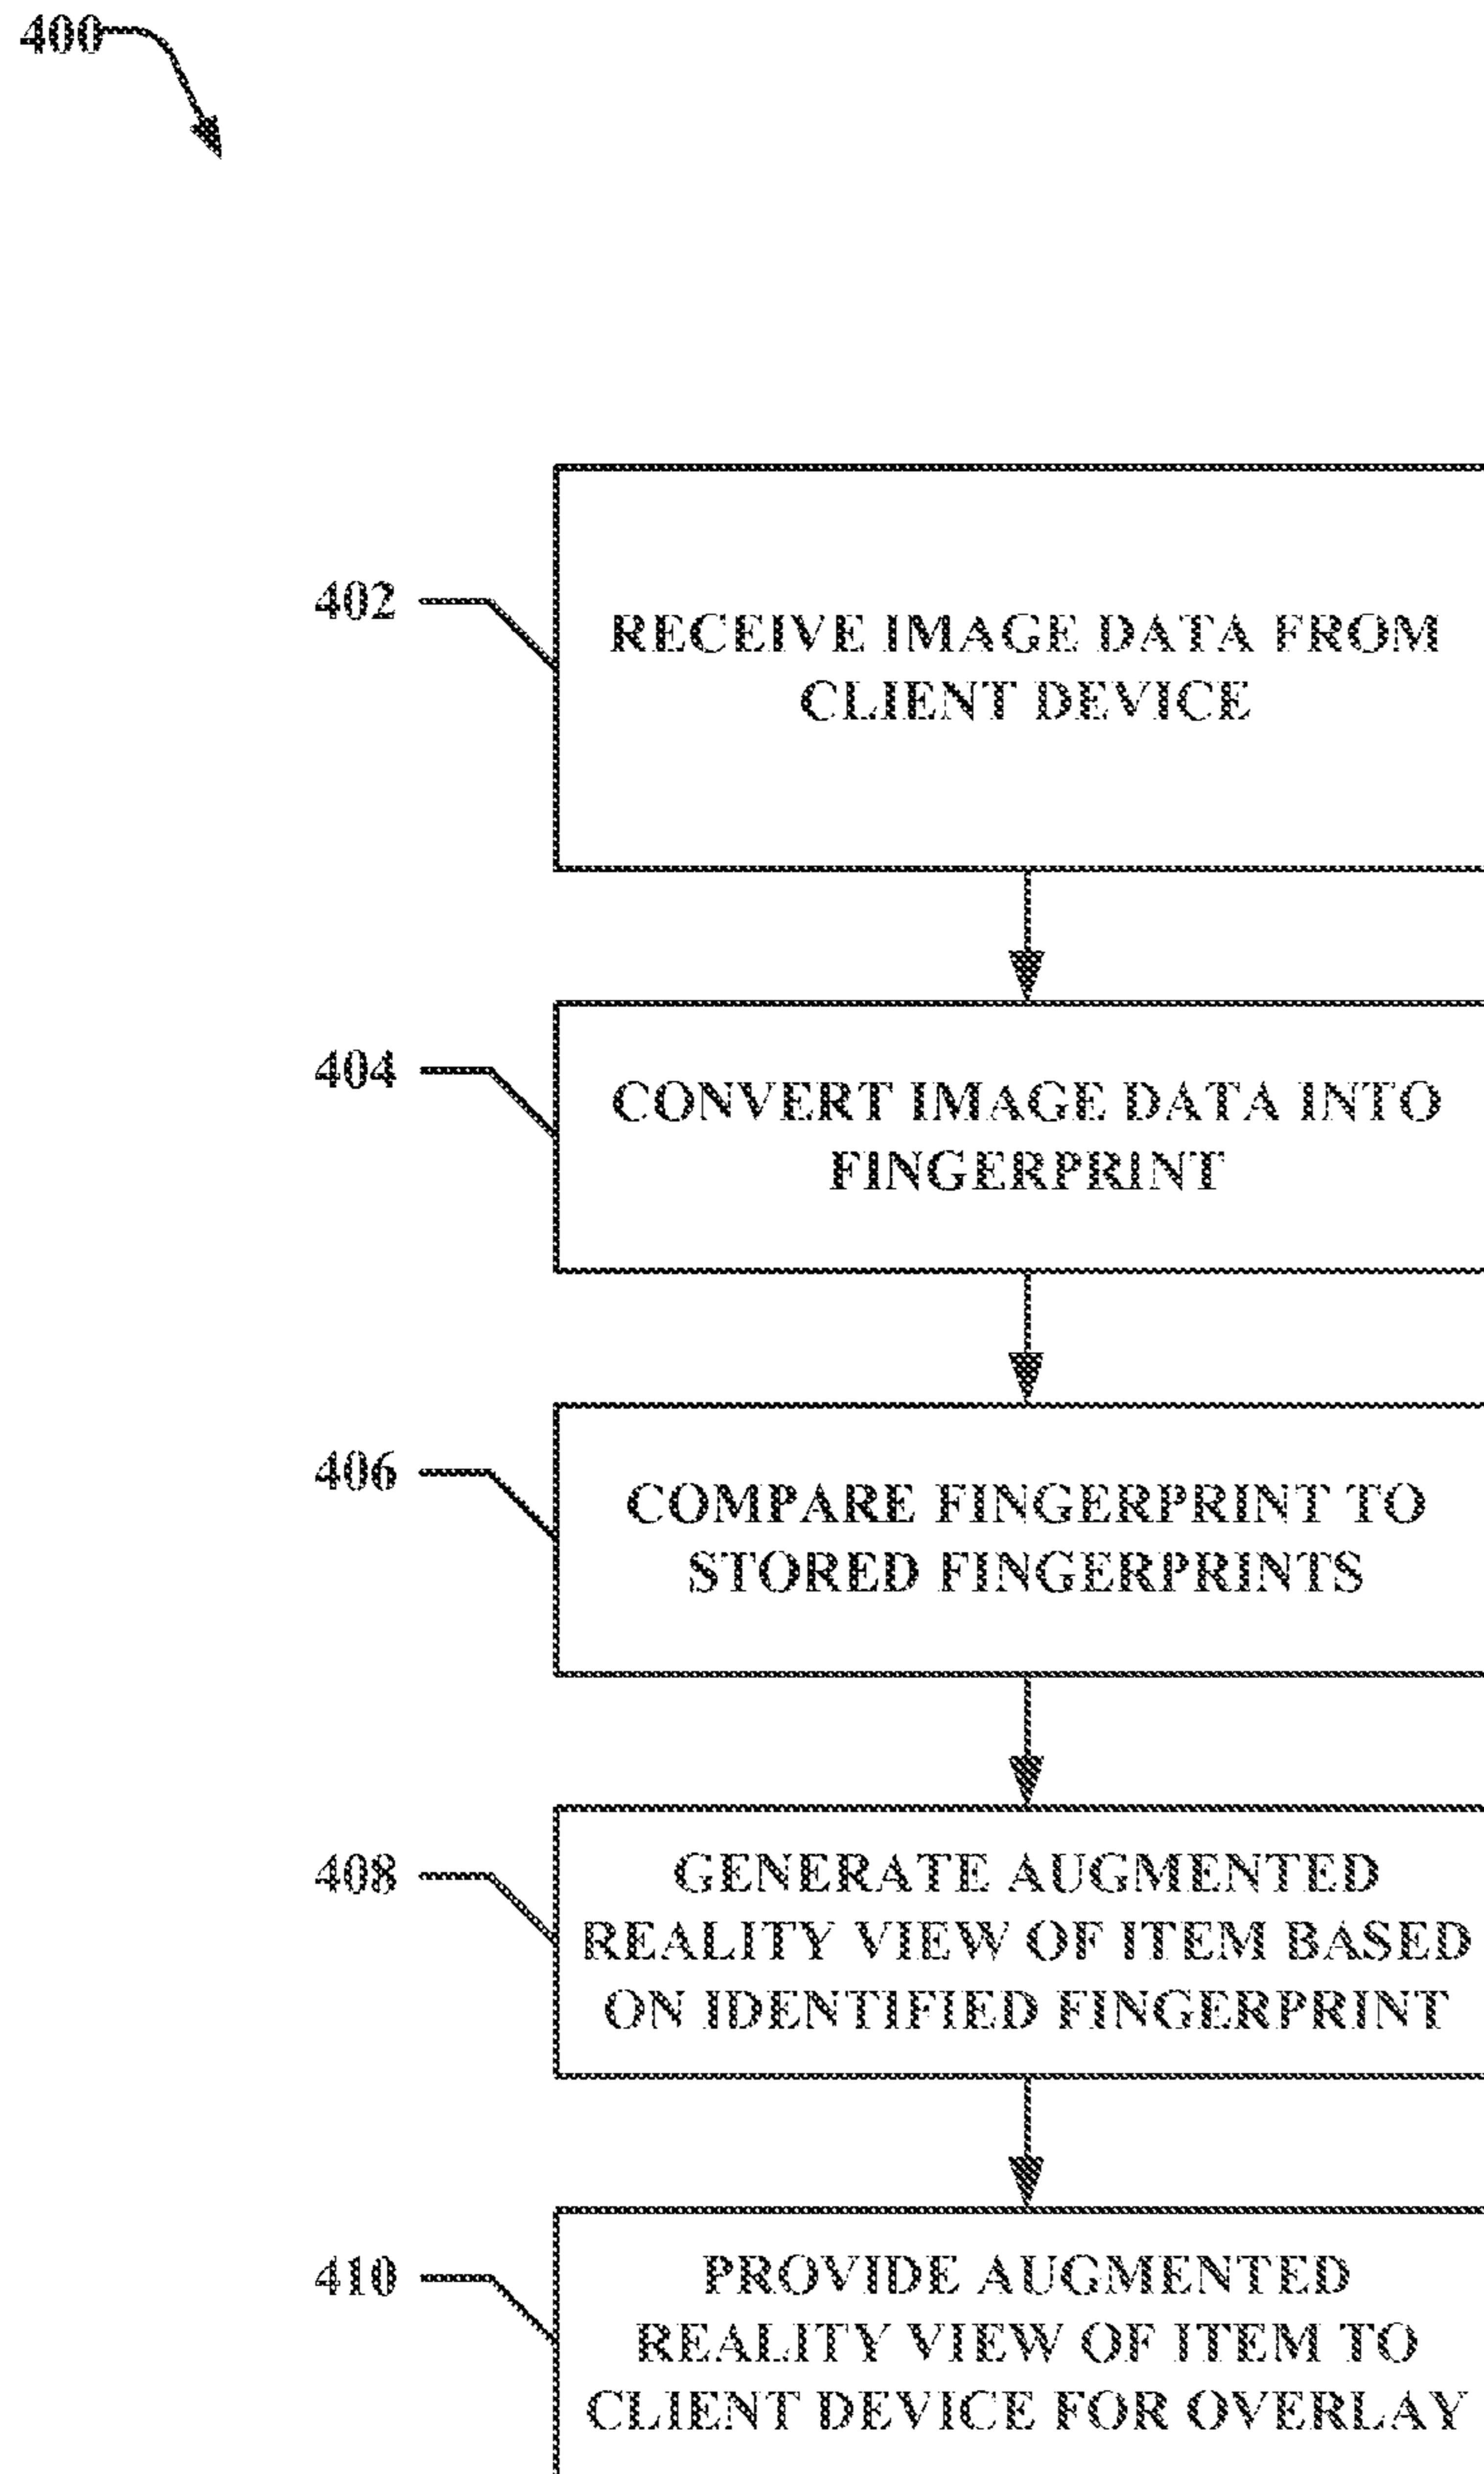 400
402
RECEIVE IMAGE DATA FROM
CLIENT DEVICE
404
CONVERT IMAGE DATA INTO
FINGERPRINT
406
COMPARE FINGERPRINT TO
STORED FINGERPRINTS
408
GENERATE AUGMENTED
REALITY VIEW OF ITEM BASED
ON IDENTIFIED FINGERPRINT
410
PROVIDE AUGMENTED
REALITY VIEW OF ITEM TO
CLIENT DEVICE FOR OVERLAY